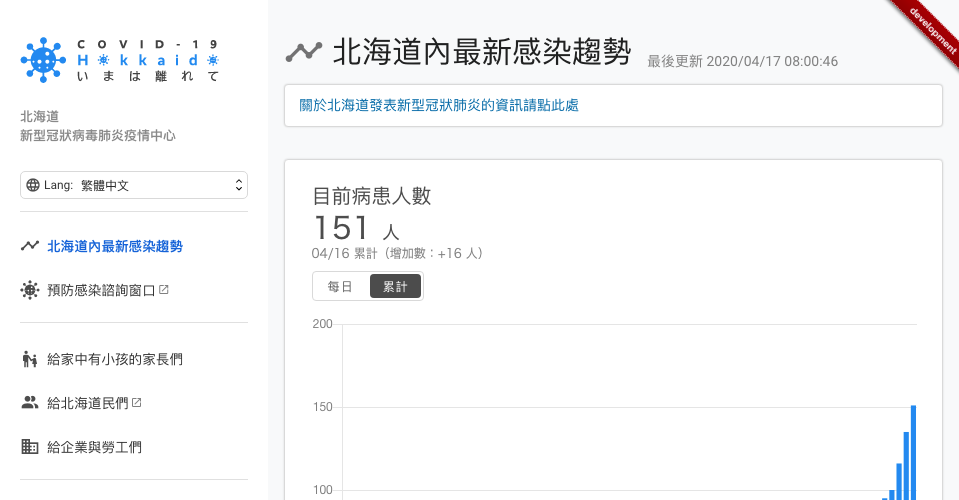 COVID-19
Hokkaido
いまは離れて
北海道
新型冠狀病毒肺炎疫情中心
Lang: 繁體中文
北海道內最新感染趨勢
預防感染諮詢窗口
給家中有小孩的家長們
給北海道民們
給企業與勞工們
development
北海道內最新感染趨勢 最後更新 2020/04/17 08:00:46
關於北海道發表新型冠狀肺炎的資訊請點此處
目前病患人數
151 人
04/16 累計（增加數：+16 人）
每日 累計
200
150
100